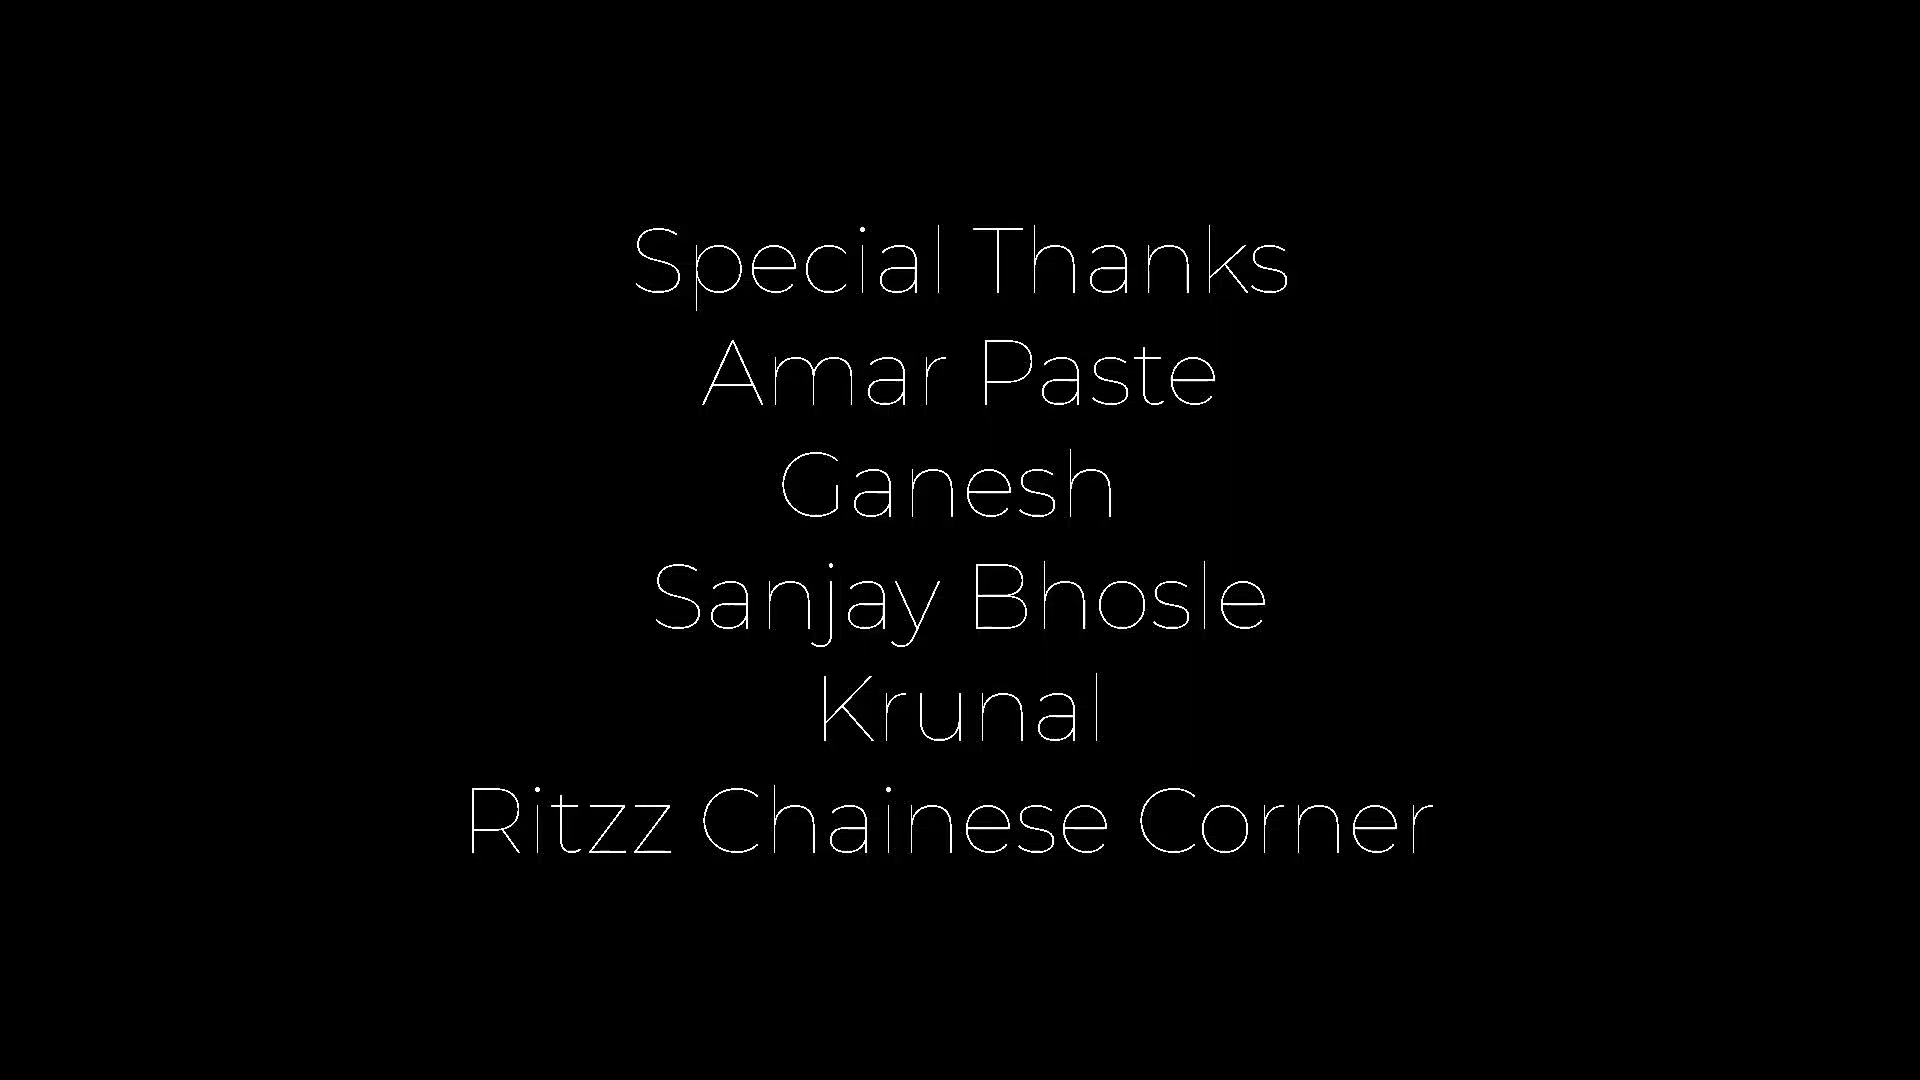 Special Thanks
Amar Paste
Ganesh
Sanjay Bhosle
Krunal
Ritzz Chainese Corner